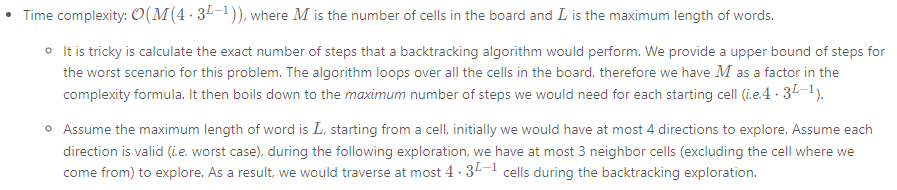 • Time complexity: O(M(4 · 3^{L−1})), where M is the number of cells in the board and L is the maximum length of words.
◦ It is tricky is calculate the exact number of steps that a backtracking algorithm would perform. We provide a upper bound of steps for
the worst scenario for this problem. The algorithm loops over all the cells in the board, therefore we have M as a factor in the
complexity formula. It then boils down to the maximum number of steps we would need for each starting cell (i.e.4 · 3^{L−1}).
◦ Assume the maximum length of word is L, starting from a cell, initially we would have at most 4 directions to explore. Assume each
direction is valid (i.e. worst case), during the following exploration, we have at most 3 neighbor cells (excluding the cell where we
come from) to explore. As a result, we would traverse at most 4 · 3^{L−1} cells during the backtracking exploration.